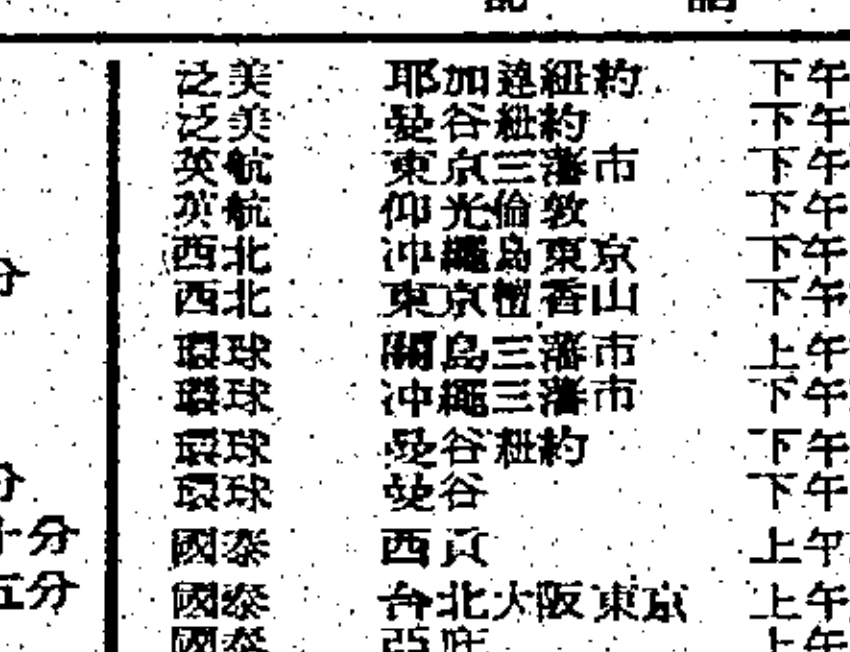 泛美 耶加達紐約 下午
泛美 曼谷紐約 下午
英航 東京三藩市 下午
英航 仰光倫敦 下午
西北 沖繩島東京 下午
分
西北 東京檀香山 下午
環球 關島三藩市 上午
環球 沖繩三藩市 下午
環球 曼谷紐約 下午
分 環球 曼谷 下午
十分 國泰 西貢 上午
五分 國泰 台北大阪東京 上午
國泰 上午